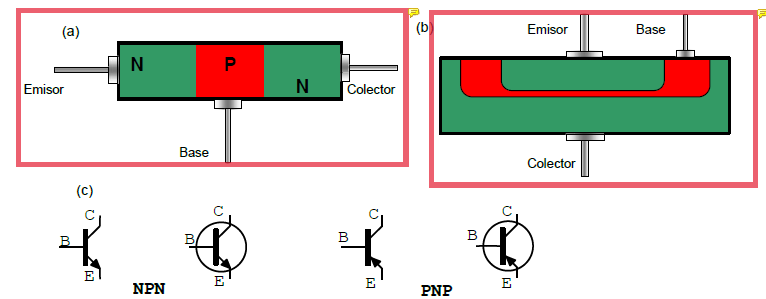 (a)
N P N
Emisor
Colector
Base
(b)
Emisor Base
Colector
(c)
C
B
E
C
B
E
NPN
C
B
E
C
B
E
PNP